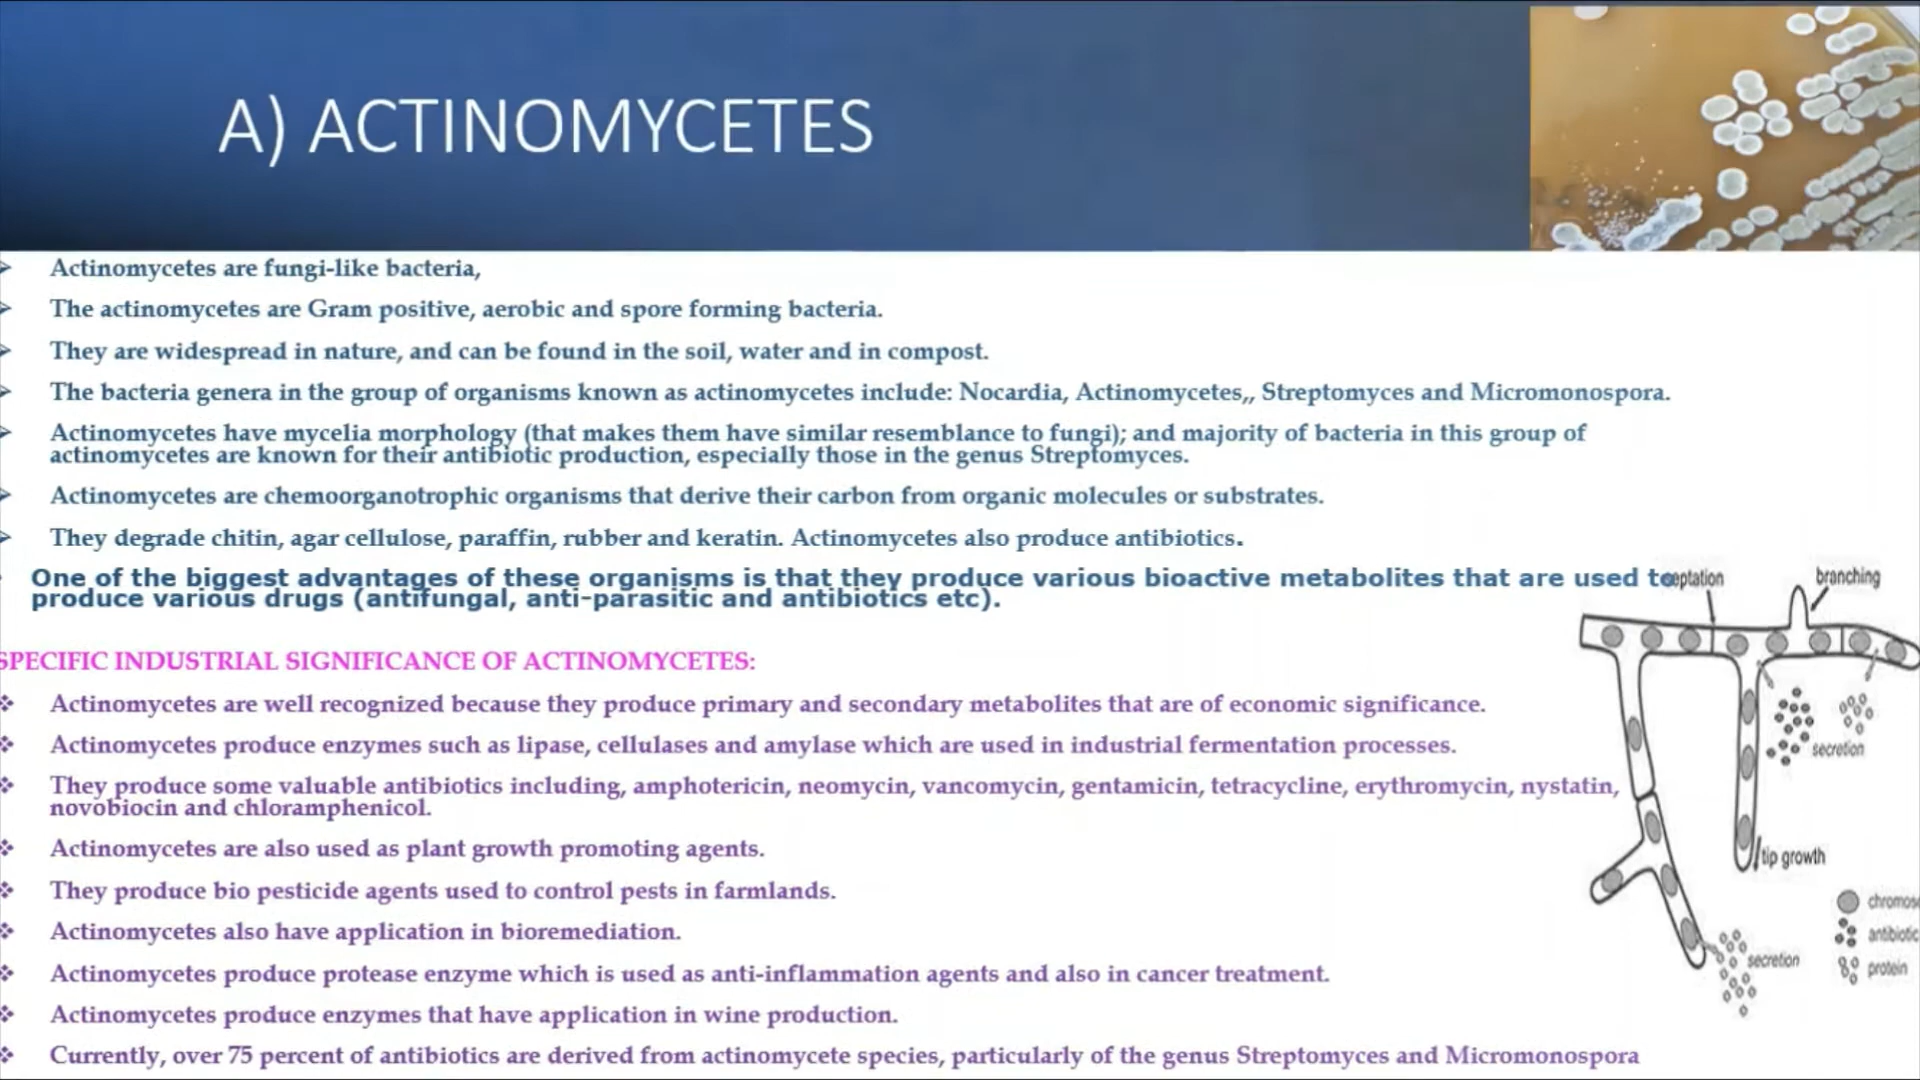 A) ACTINOMYCETES
Actinomycetes are fungi-like bacteria,
The actinomycetes are Gram positive, aerobic and spore forming bacteria.
They are widespread in nature, and can be found in the soil, water and in compost.
The bacteria genera in the group of organisms known as actinomycetes include: Nocardia, Actinomycetes,, Streptomyces and Micromonospora.
Actinomycetes have mycelia morphology (that makes them have similar resemblance to fungi); and majority of bacteria in this group of
actinomycetes are known for their antibiotic production, especially those in the genus Streptomyces.
Actinomycetes are chemoorganotrophic organisms that derive their carbon from organic molecules or substrates.
They degrade chitin, agar cellulose, paraffin, rubber and keratin. Actinomycetes also produce antibiotics.
One of the biggest advantages of these organisms is that they produce various bioactive metabolites that are used to
produce various drugs (antifungal, anti-parasitic and antibiotics etc).
branching
SPECIFIC INDUSTRIAL SIGNIFICANCE OF ACTINOMYCETES:
Actinomycetes are well recognized because they produce primary and secondary metabolites that are of economic significance.
Actinomycetes produce enzymes such as lipase, cellulases and amylase which are used in industrial fermentation processes.
secretion
They produce some valuable antibiotics including, amphotericin, neomycin, vancomycin, gentamicin, tetracycline, erythromycin, nystatin,
novobiocin and chloramphenicol.
Actinomycetes are also used as plant growth promoting agents.
tip growth
They produce bio pesticide agents used to control pests in farmlands.
chromos
Actinomycetes also have application in bioremediation.
antibiotic
secretion
protein
Actinomycetes produce protease enzyme which is used as anti-inflammation agents and also in cancer treatment.
Actinomycetes produce enzymes that have application in wine production.
Currently, over 75 percent of antibiotics are derived from actinomycete species, particularly of the genus Streptomyces and Micromonospora